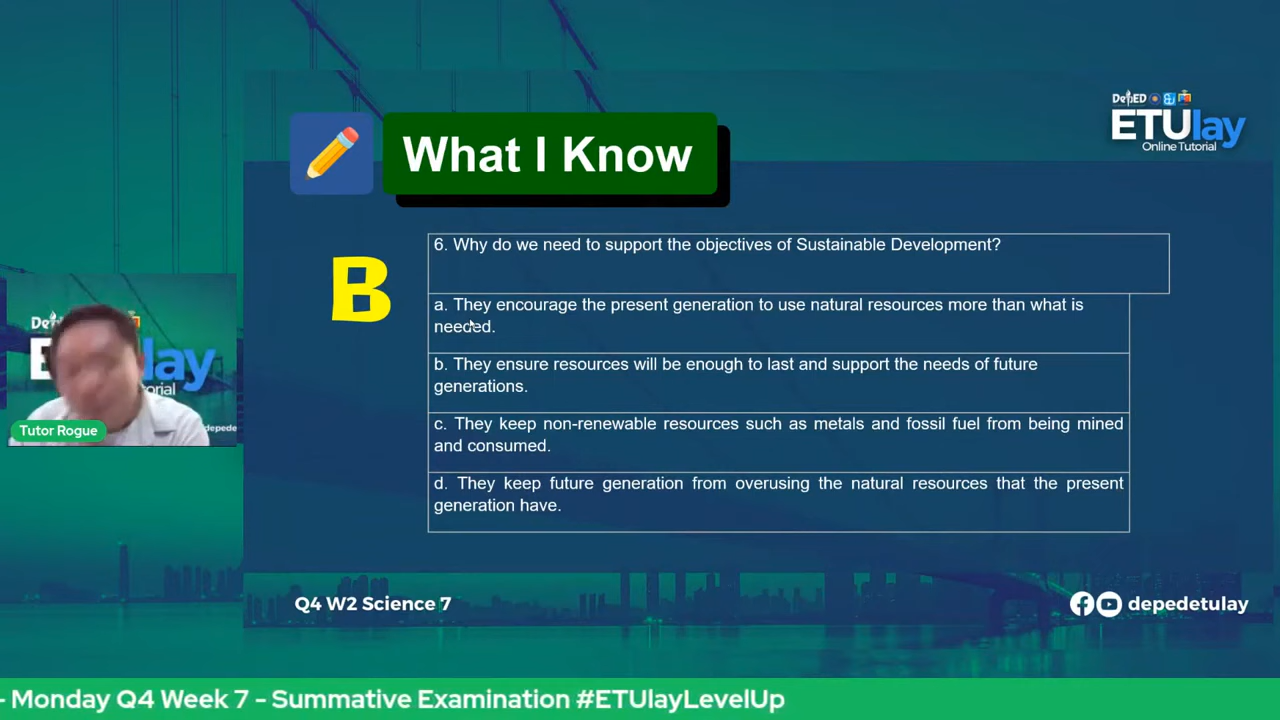 DepED
ETUlay
Online Tutorial
What I Know
B
6. Why do we need to support the objectives of Sustainable Development?
a. They encourage the present generation to use natural resources more than what is
needed.
b. They ensure resources will be enough to last and support the needs of future
generations.
c. They keep non-renewable resources such as metals and fossil fuel from being mined
and consumed.
d. They keep future generation from overusing the natural resources that the present
generation have.
De
E lay
orial
Tutor Rogue
depede
Q4 W2 Science 7
depedetulay
- Monday Q4 Week 7 - Summative Examination #ETUlayLevelUp